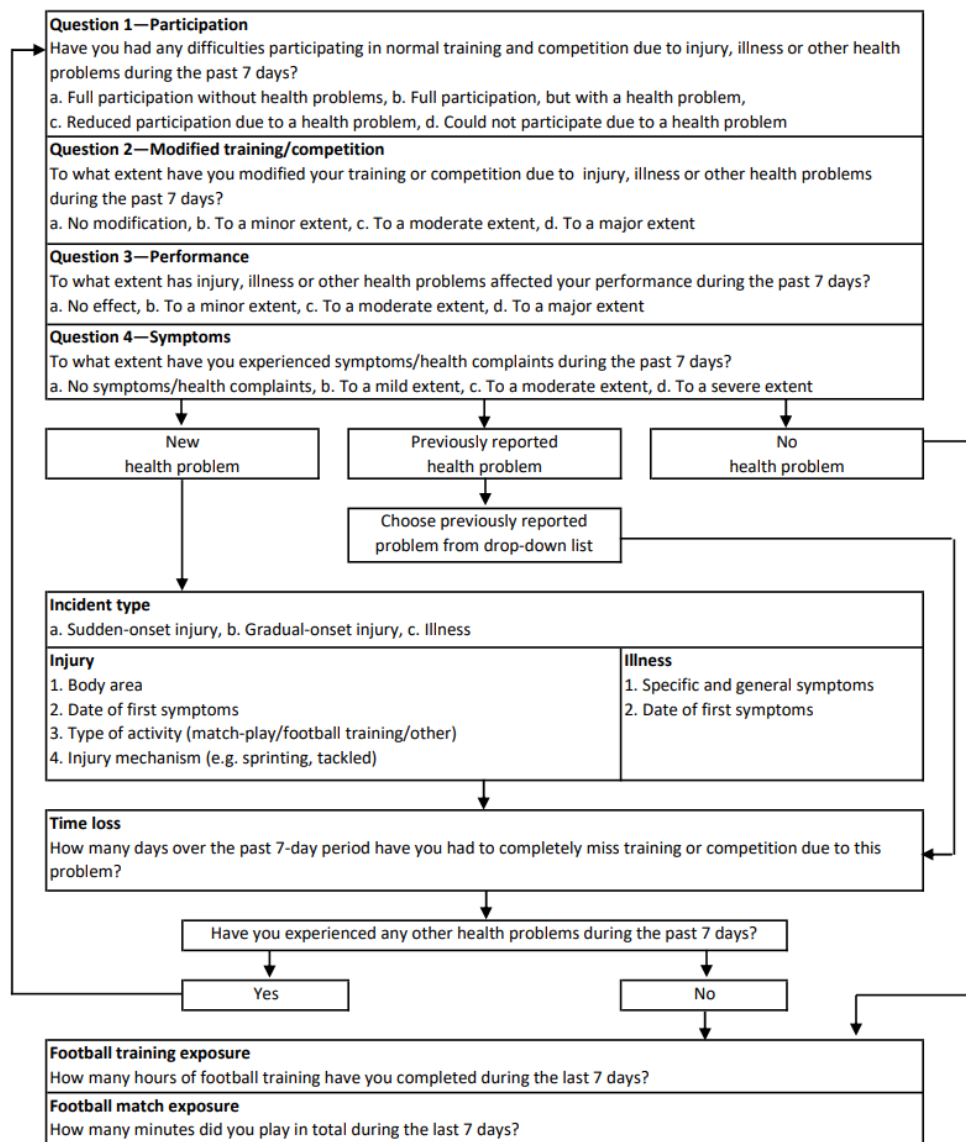 Question 1—Participation
Have you had any difficulties participating in normal training and competition due to injury, illness or other health
problems during the past 7 days?
a. Full participation without health problems, b. Full participation, but with a health problem,
c. Reduced participation due to a health problem, d. Could not participate due to a health problem
Question 2—Modified training/competition
To what extent have you modified your training or competition due to injury, illness or other health problems
during the past 7 days?
a. No modification, b. To a minor extent, c. To a moderate extent, d. To a major extent
Question 3—Performance
To what extent has injury, illness or other health problems affected your performance during the past 7 days?
a. No effect, b. To a minor extent, c. To a moderate extent, d. To a major extent
Question 4—Symptoms
To what extent have you experienced symptoms/health complaints during the past 7 days?
a. No symptoms/health complaints, b. To a mild extent, c. To a moderate extent, d. To a severe extent
New
health problem
Previously reported
health problem
No
health problem
Choose previously reported
problem from drop-down list
Incident type
a. Sudden-onset injury, b. Gradual-onset injury, c. Illness
Injury
1. Body area
2. Date of first symptoms
3. Type of activity (match-play/football training/other)
4. Injury mechanism (e.g. sprinting, tackled)
Illness
1. Specific and general symptoms
2. Date of first symptoms
Time loss
How many days over the past 7-day period have you had to completely miss training or competition due to this
problem?
Have you experienced any other health problems during the past 7 days?
Yes
No
Football training exposure
How many hours of football training have you completed during the last 7 days?
Football match exposure
How many minutes did you play in total during the last 7 days?